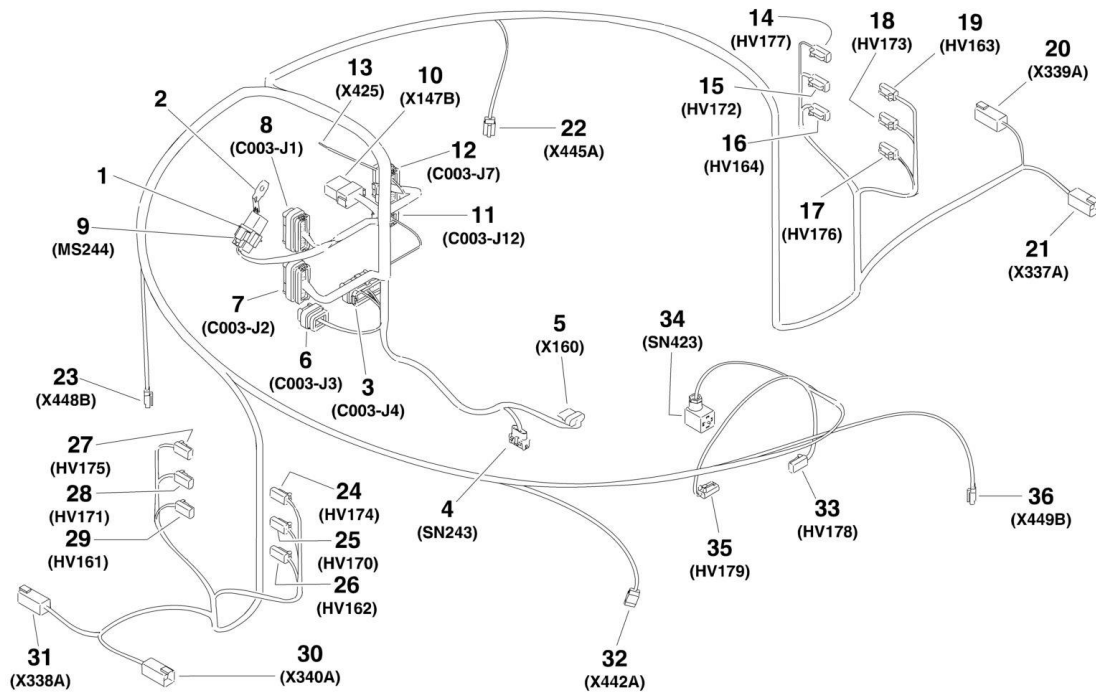 14
(HV177)
18
(HV173)
19
(HV163)
20
(X339A)
13
(X425)
10
(X147B)
2
8
(C003-J1)
15
(HV172)
22
(X445A)
12
(C003-J7)
16
(HV164)
1
11
(C003-J12)
17
(HV176)
9
(MS244)
21
(X337A)
7
(C003-J2)
5
(X160)
34
(SN423)
6
(C003-J3)
3
(C003-J4)
23
(X448B)
27
(HV175)
28
(HV171)
24
(HV174)
4
(SN243)
33
(HV178)
36
(X449B)
29
(HV161)
25
(HV170)
35
(HV179)
26
(HV162)
31
(X338A)
30
(X340A)
32
(X442A)